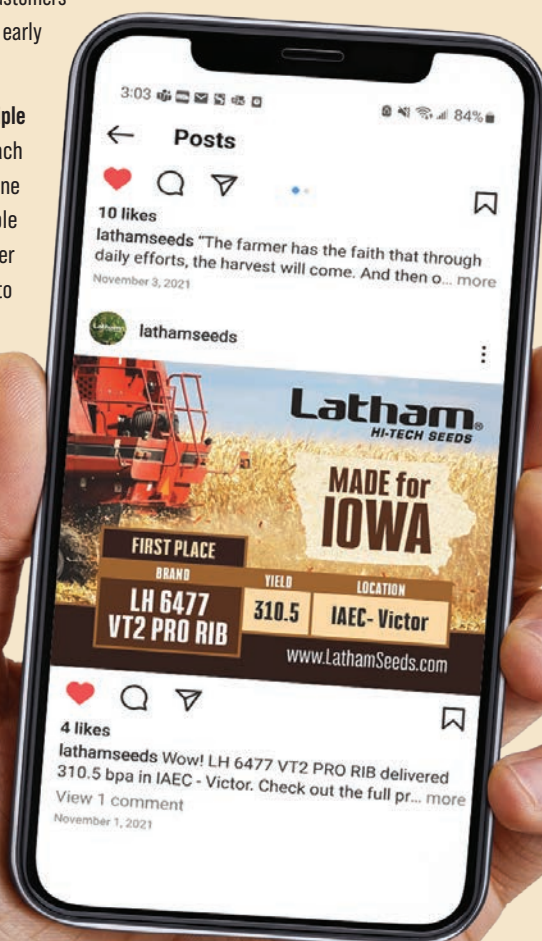 ustomers
early
ple
ach
ne
ble
er
to
3:03
84%
Posts
10 likes
lathamseeds "The farmer has the faith that through
daily efforts, the harvest will come. And then o... more
November 3, 2021
lathamseeds
Latham®
HI-TECH SEEDS
MADE for
IOWA
FIRST PLACE
BRAND
YIELD
LOCATION
LH 6477
VT2 PRO RIB
310.5
IAEC- Victor
www.LathamSeeds.com
4 likes
lathamseeds Wow! LH 6477 VT2 PRO RIB delivered
310.5 bpa in IAEC - Victor. Check out the full pr... more
View 1 comment
November 1, 2021